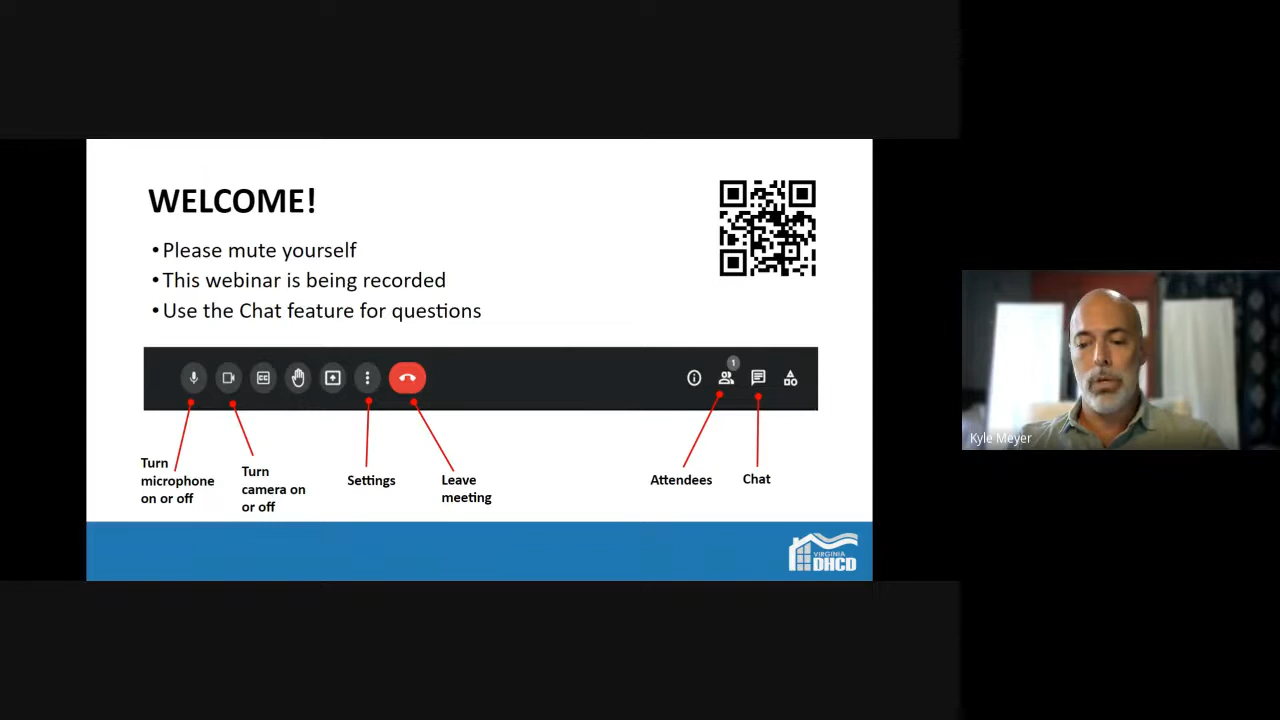 WELCOME!
•Please mute yourself
•This webinar is being recorded
•Use the Chat feature for questions
CC
1
Turn
microphone
on or off
Turn
camera on
or off
Settings
Leave
meeting
Attendees
Chat
VIRGINIA
DHCD
Kyle Meyer